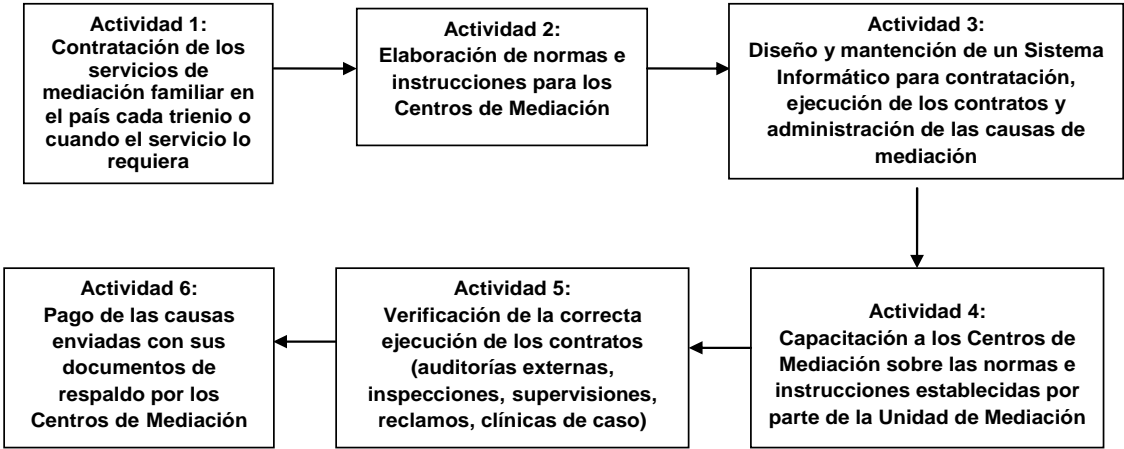 Actividad 1:
Contratación de los
servicios de
mediación familiar en
el país cada trienio o
cuando el servicio lo
requiera
Actividad 2:
Elaboración de normas e
instrucciones para los
Centros de Mediación
Actividad 3:
Diseño y mantención de un Sistema
Informático para contratación,
ejecución de los contratos y
administración de las causas de
mediación
Actividad 4:
Capacitación a los Centros de
Mediación sobre las normas e
instrucciones establecidas por
parte de la Unidad de Mediación
Actividad 5:
Verificación de la correcta
ejecución de los contratos
(auditorías externas,
inspecciones, supervisiones,
reclamos, clínicas de caso)
Actividad 6:
Pago de las causas
enviadas con sus
documentos de
respaldo por los
Centros de Mediación